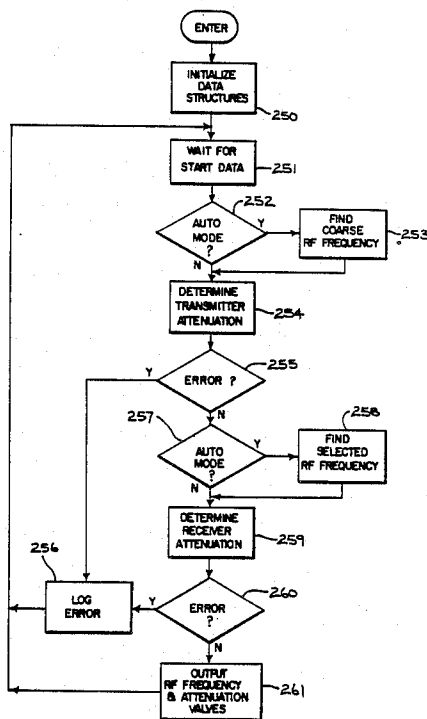 ENTER
INITIALIZE
DATA
STRUCTURES
250
WAIT FOR
START DATA
251
252
AUTO
MODE
?
Y
N
FIND
COARSE
RF FREQUENCY
253
DETERMINE
TRANSMITTER
ATTENUATION
254
255
ERROR ?
Y
N
257
AUTO
MODE
?
Y
N
258
FIND
SELECTED
RF FREQUENCY
DETERMINE
RECEIVER
ATTENUATION
259
256
LOG
ERROR
260
ERROR
?
Y
N
OUTPUT
RF FREQUENCY
& ATTENUATION
VALVES
261